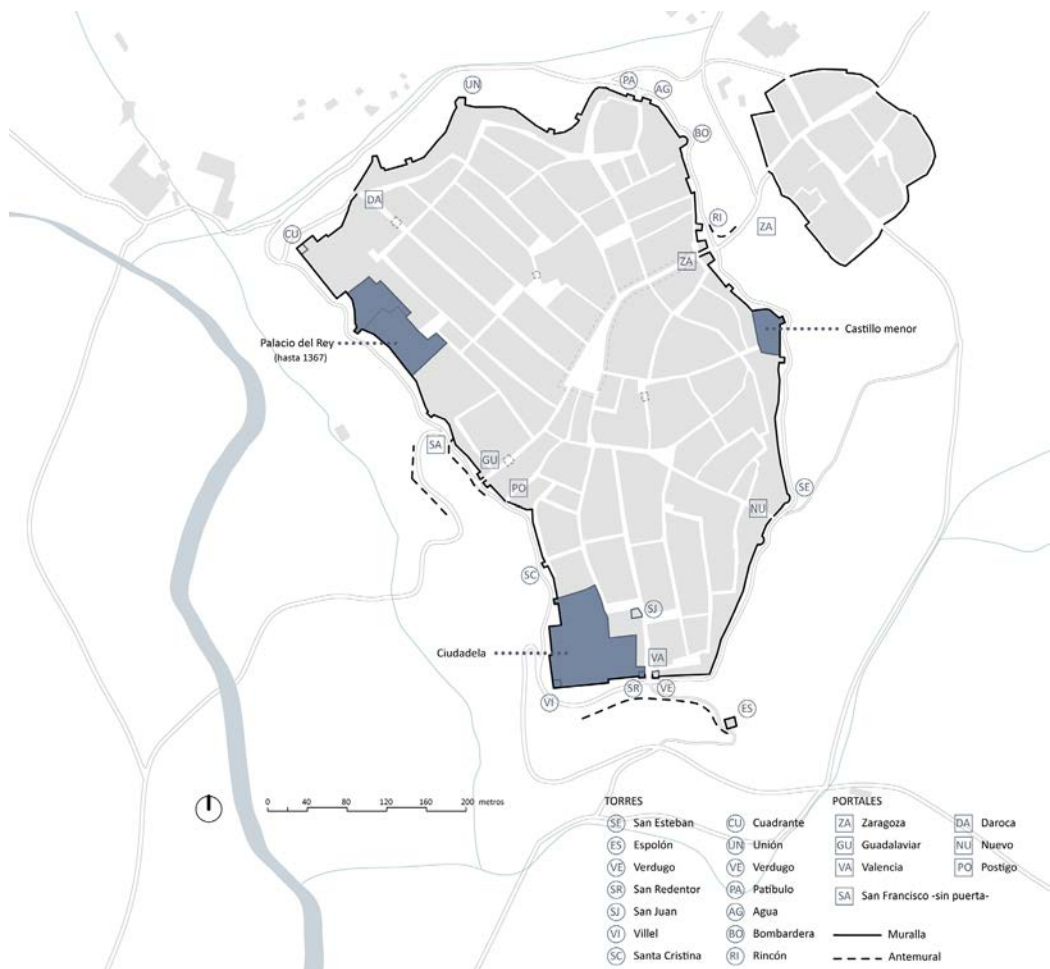 UN
PA
AG
BO
DA
RI
ZA
CU
ZA
Castillo menor
Palacio del Rey
(hasta 1367)
SA
GU
PO
SE
NU
SC
SJ
Ciudadela
VA
VI
SR
VE
ES
0 40 80 120 160 200 metros
TORRES
SE San Esteban
ES Espolón
VE Verdugo
SR San Redentor
SJ San Juan
VI Villel
SC Santa Cristina
CU Cuadrante
UN Unión
VE Verdugo
PA Patíbulo
AG Agua
BO Bombardera
RI Rincón
PORTALES
ZA Zaragoza
GU Guadalaviar
VA Valencia
SA San Francisco -sin puerta-
DA Daroca
NU Nuevo
PO Postigo
Muralla
Antemural